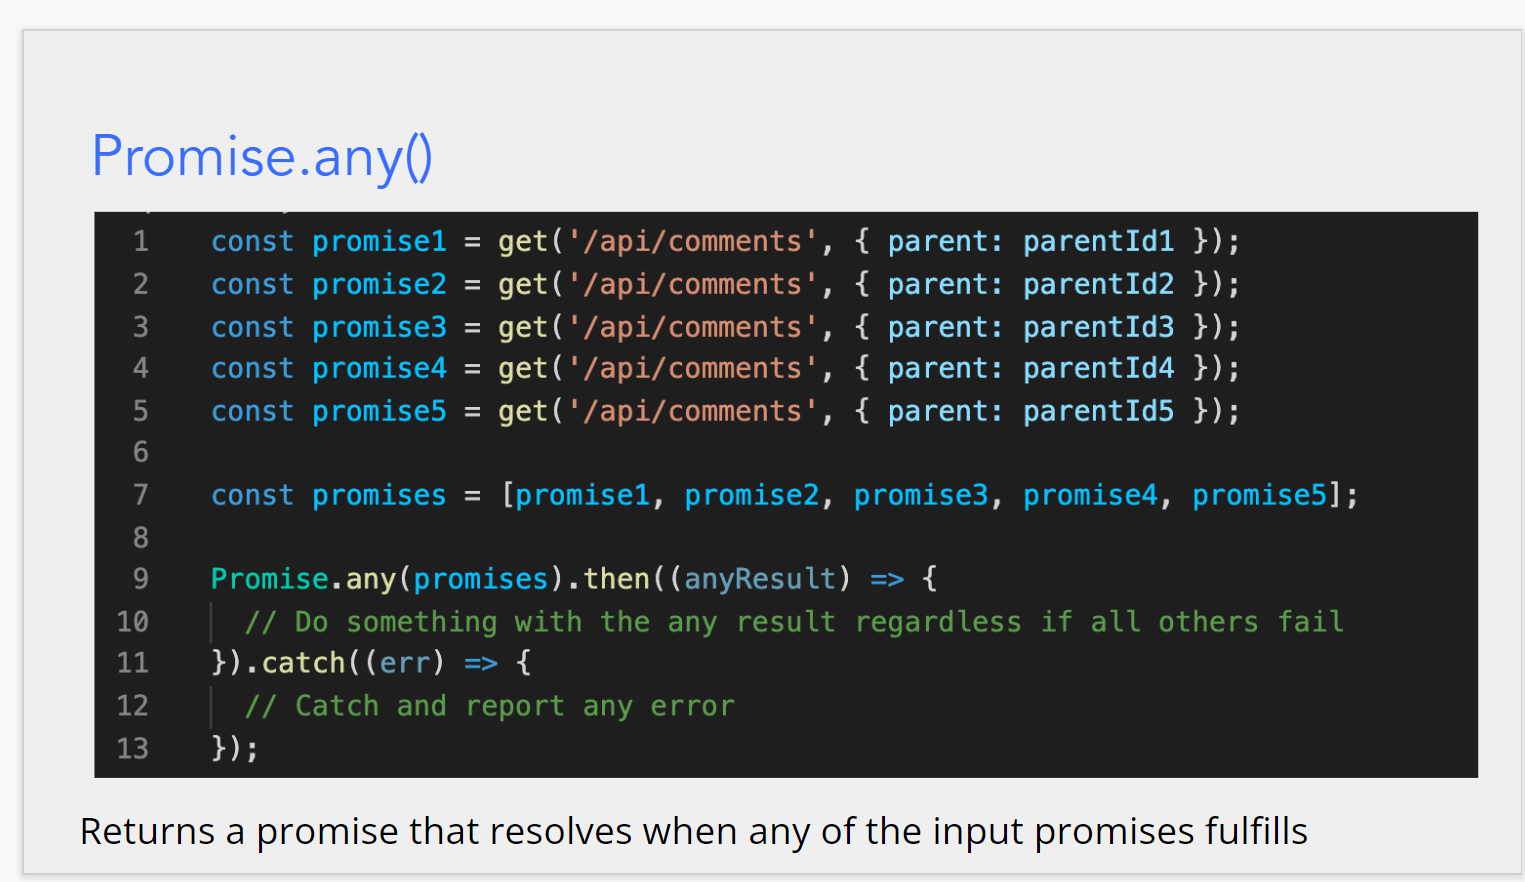 Promise.any()
1 const promise1 = get('/api/comments', { parent: parentId1 });
2 const promise2 = get('/api/comments', { parent: parentId2 });
3 const promise3 = get('/api/comments', { parent: parentId3 });
4 const promise4 = get('/api/comments', { parent: parentId4 });
5 const promise5 = get('/api/comments', { parent: parentId5 });
6
7 const promises = [promise1, promise2, promise3, promise4, promise5];
8
9 Promise.any(promises).then((anyResult) => {
10 // Do something with the any result regardless if all others fail
11 }).catch((err) => {
12 // Catch and report any error
13 });
Returns a promise that resolves when any of the input promises fulfills